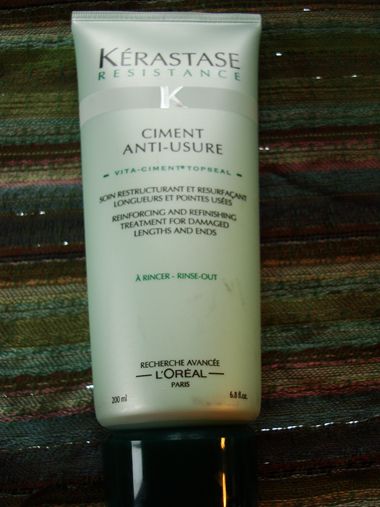 KÉRASTASE
RESISTANCE
K
CIMENT
ANTI-USURE
VITA-CIMENT® TOPSEAL
SOIN RESTRUCTURANT ET RESURFAÇANT
LONGUEURS ET POINTES USÉES
REINFORCING AND REFINISHING
TREATMENT FOR DAMAGED
LENGTHS AND ENDS
À RINCER - RINSE-OUT
RECHERCHE AVANCÉE
L'ORÉAL
PARIS
200 ml 6.8 fl.oz.